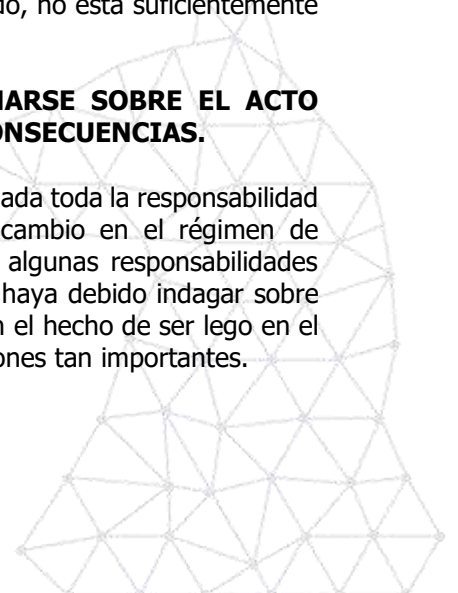 do, no está suficientemente
MARSE SOBRE EL ACTO
ONSECUENCIAS.
ada toda la responsabilidad
cambio en el régimen de
algunas responsabilidades
haya debido indagar sobre
n el hecho de ser lego en el
ones tan importantes.